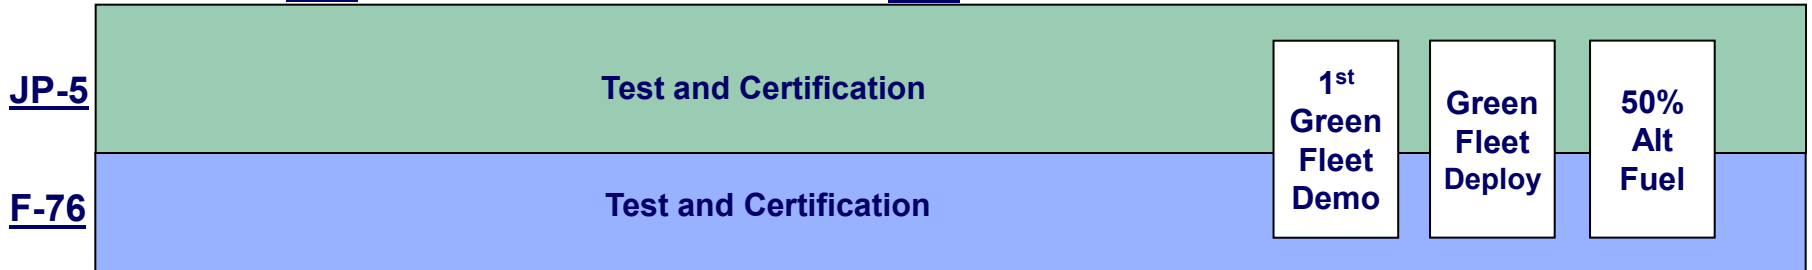 JP-5
Test and Certification
1st
Green
Fleet
Demo
Green
Fleet
Deploy
50%
Alt
Fuel
F-76
Test and Certification